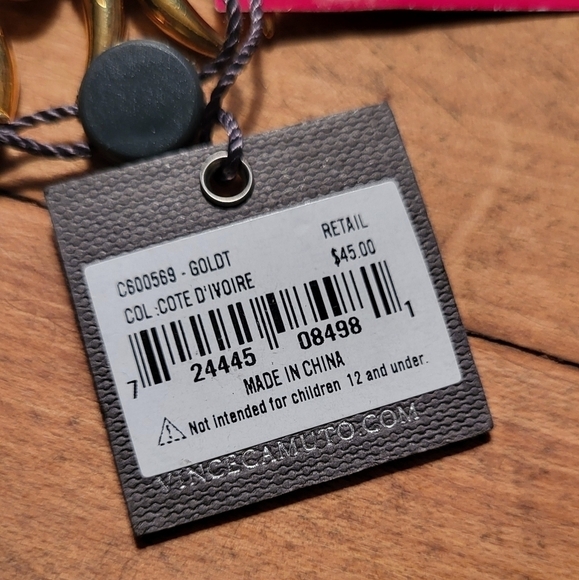 C600569 - GOLDT
RETAIL
$45.00
COL :COTE D'IVOIRE
7 24445 08498 1
MADE IN CHINA
Not intended for children 12 and under.
VINCECAMUTO.COM